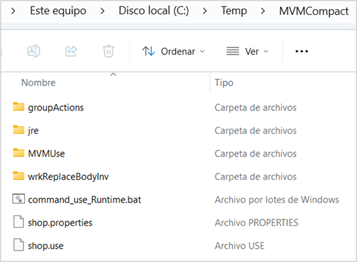 Este equipo > Disco local (C:) > Temp > MVMCompact
Ordenar Ver ...
Nombre Tipo
groupActions Carpeta de archivos
jre Carpeta de archivos
MVMUse Carpeta de archivos
wrkReplaceBodyInv Carpeta de archivos
command_use_Runtime.bat Archivo por lotes de Windows
shop.properties Archivo PROPERTIES
shop.use Archivo USE